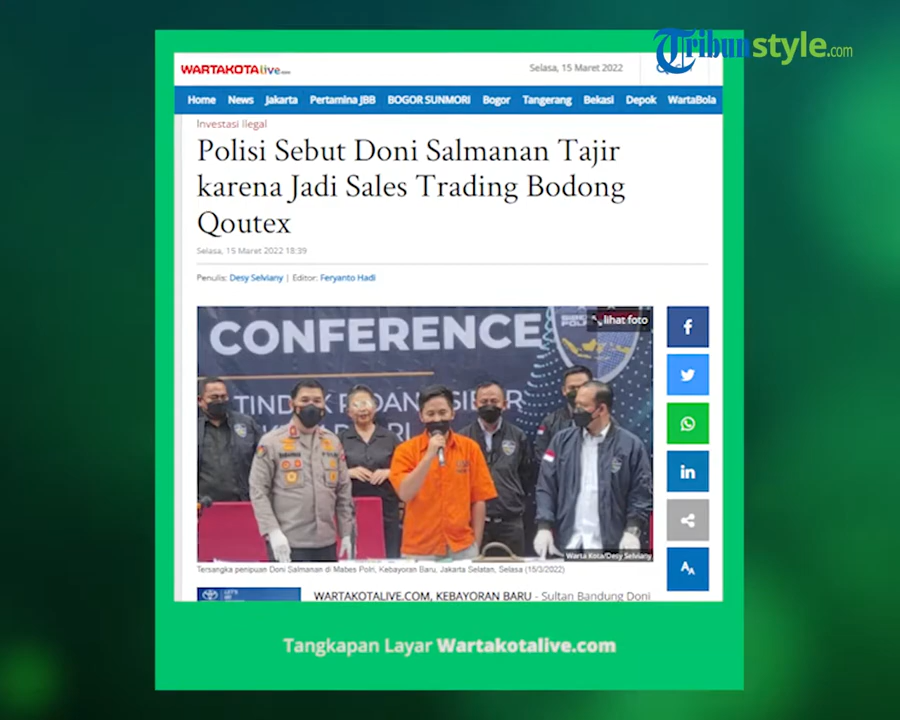 Tribunstyle.com
WARTAKOTAlive.com
Selasa, 15 Maret 2022
Home News Jakarta Pertamina JBB BOGOR SUNMORI Bogor Tangerang Bekasi Depok WartaBola
Investasi Ilegal
Polisi Sebut Doni Salmanan Tajir
karena Jadi Sales Trading Bodong
Qoutex
Selasa, 15 Maret 2022 18:39
Penulis: Desy Selviany | Editor: Feryanto Hadi
lihat foto
CONFERENCE
Warta Kota/Desy Selviany
Tersangka penipuan Doni Salmanan di Mabes Polri, Kebayoran Baru, Jakarta Selatan, Selasa (15/3/2022)
WARTAKOTALIVE.COM, KEBAYORAN BARU - Sultan Bandung Doni
Tangkapan Layar Wartakotalive.com